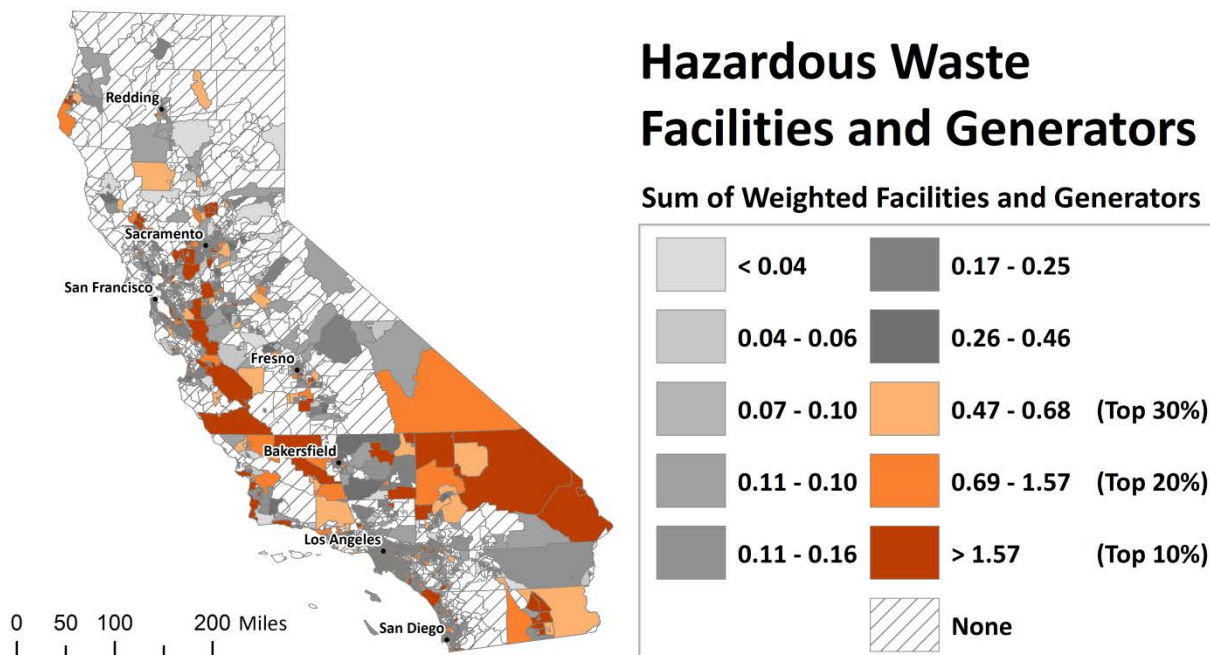 Hazardous Waste
Facilities and Generators
Sum of Weighted Facilities and Generators
< 0.04
0.04 - 0.06
0.07 - 0.10
0.11 - 0.10
0.11 - 0.16
0.17 - 0.25
0.26 - 0.46
0.47 - 0.68 (Top 30%)
0.69 - 1.57 (Top 20%)
> 1.57 (Top 10%)
None
Redding
Sacramento
San Francisco
Fresno
Bakersfield
Los Angeles
San Diego
0 50 100 200 Miles